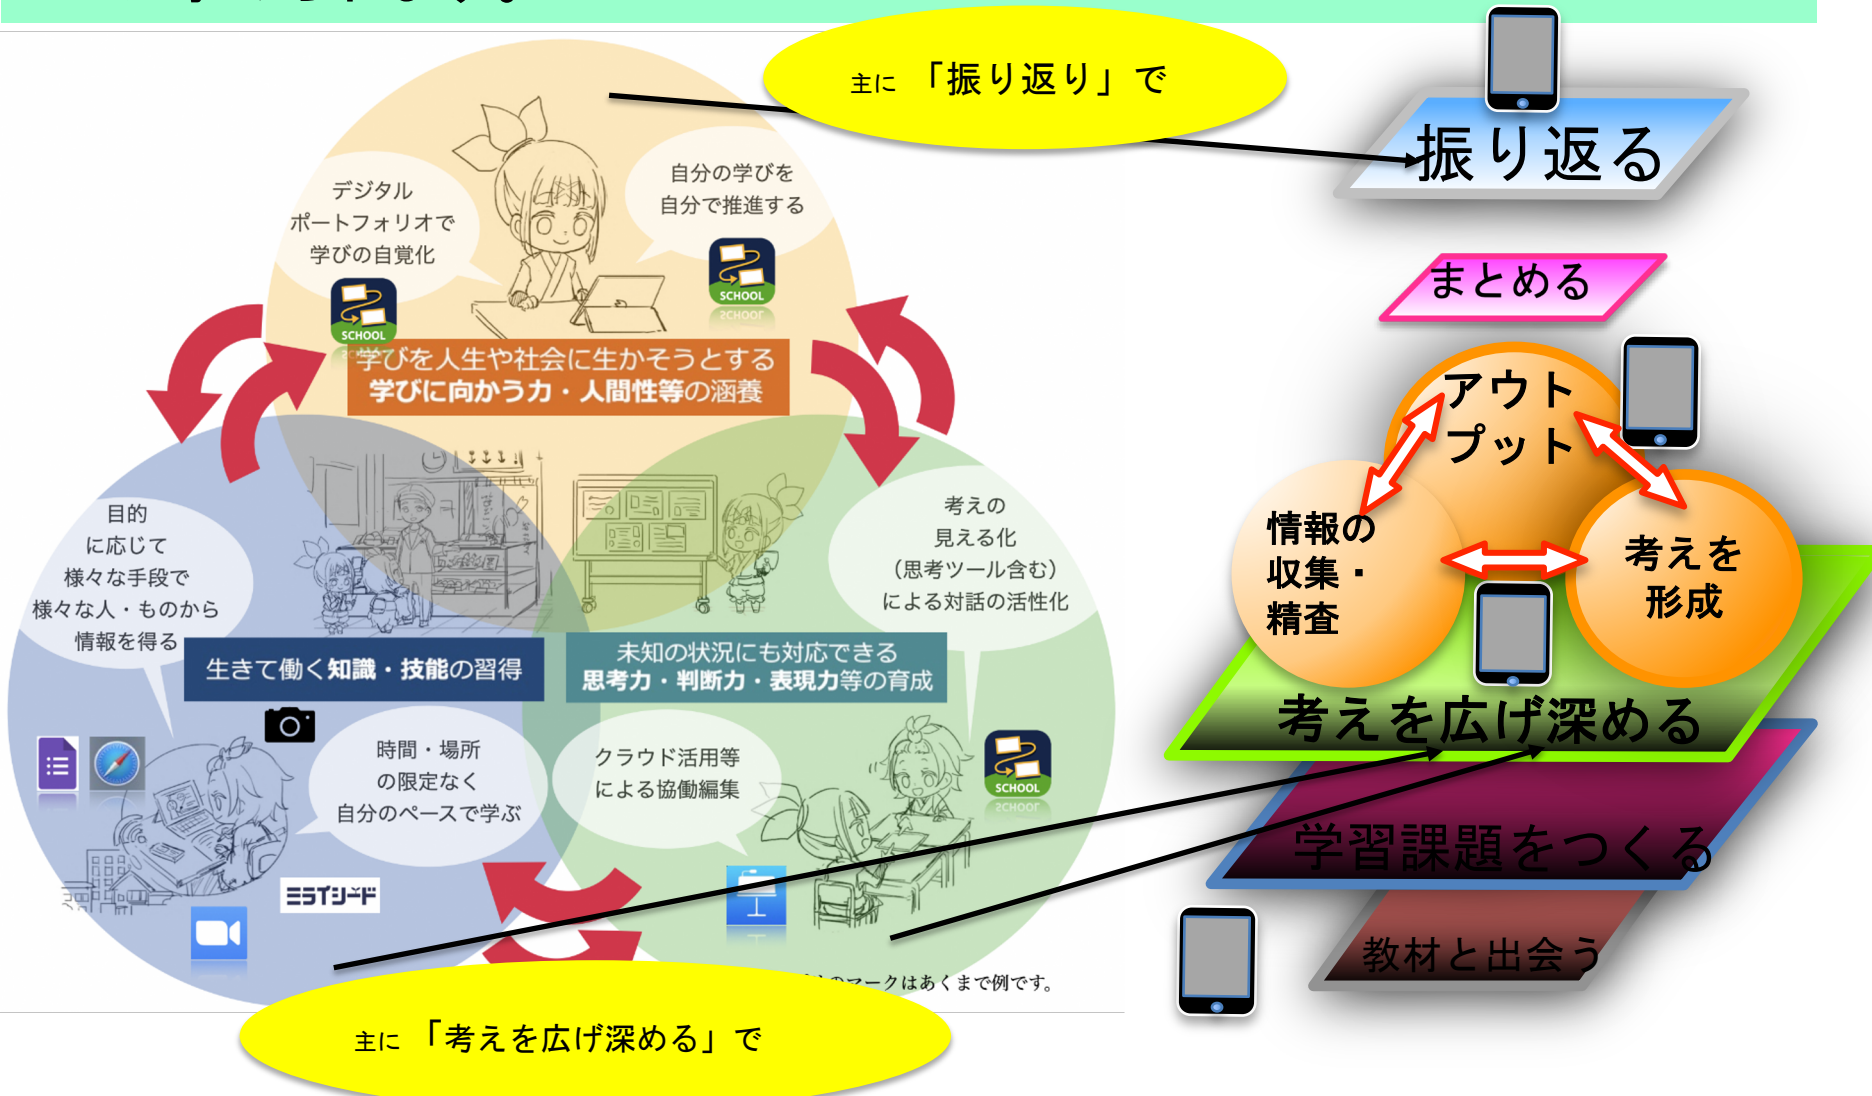 主に 「振り返り」で
デジタル
ポートフォリオで
学びの自覚化
自分の学びを
自分で推進する
SCHOOL
SCHOOL
学びを人生や社会に生かそうとする
学びに向かう力・人間性等の涵養
目的
に応じて
様々な手段で
様々な人・ものから
情報を得る
考えの
見える化
（思考ツール含む）
による対話の活性化
生きて働く知識・技能の習得
未知の状況にも対応できる
思考力・判断力・表現力等の育成
時間・場所
の限定なく
自分のペースで学ぶ
クラウド活用等
による協働編集
SCHOOL
ミライシード
のマークはあくまで例です。
主に 「考えを広げ深める」で
振り返る
まとめる
アウト
プット
情報の
収集・
精査
考えを
形成
考えを広げ深める
学習課題をつくる
教材と出会う